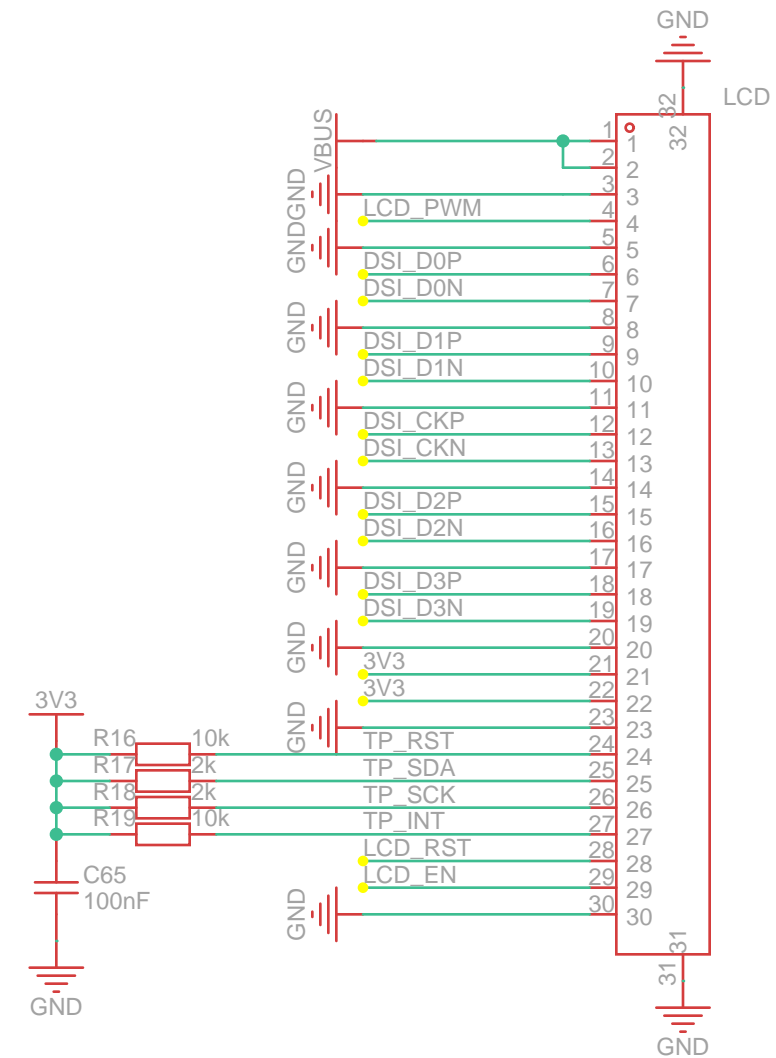 GND
32
LCD
VBUS
1 1 32
2 2
GND
3 3
LCD_PWM
4 4
GND
5 5
DSI_D0P
6 6
DSI_D0N
7 7
GND
8 8
DSI_D1P
9 9
DSI_D1N
10 10
GND
11 11
DSI_CKP
12 12
DSI_CKN
13 13
GND
14 14
DSI_D2P
15 15
DSI_D2N
16 16
GND
17 17
DSI_D3P
18 18
DSI_D3N
19 19
GND
20 20
3V3
21 21
3V3
22 22
3V3
GND
23 23
R16 10k TP_RST
24 24
R17 2k TP_SDA
25 25
R18 2k TP_SCK
26 26
R19 10k TP_INT
27 27
LCD_RST
28 28
C65
100nF
LCD_EN
29 29
GND
30 30
31
31
GND
GND